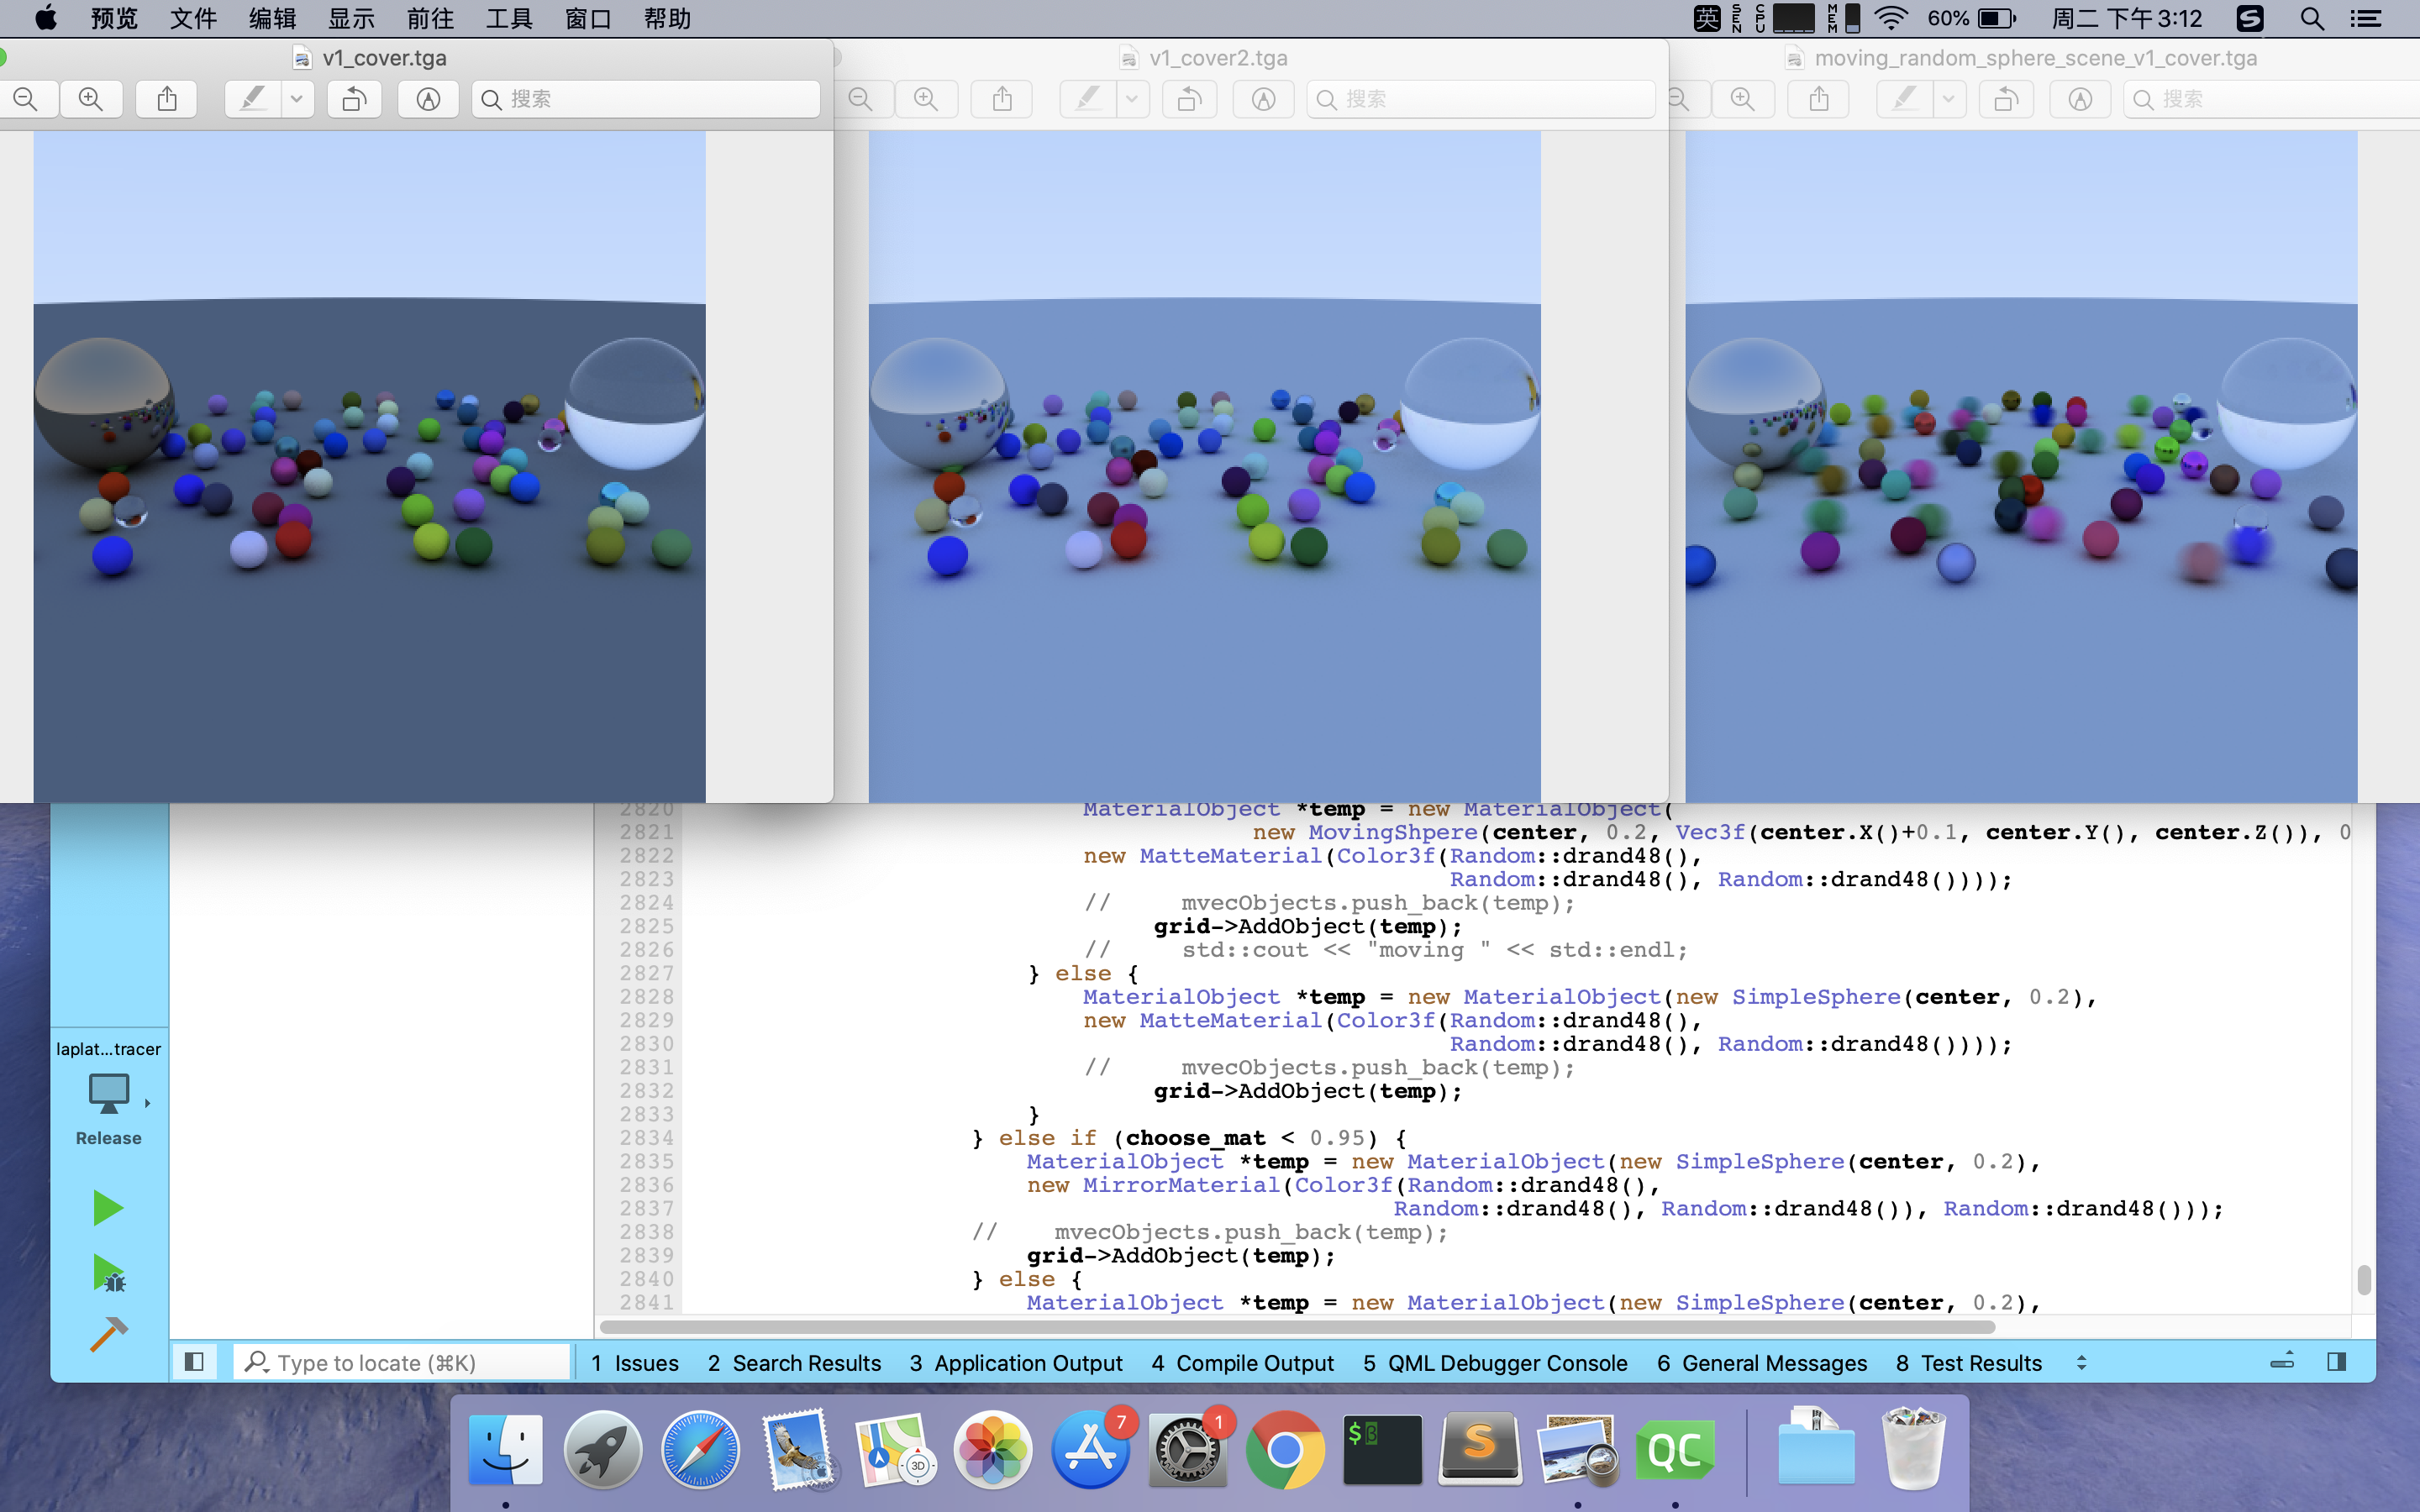 预览 文件 编辑 显示 前往 工具 窗口 帮助 英 SEN CPU MEM 60% 周二 下午 3:12
v1_cover.tga
搜索
v1_cover2.tga
搜索
moving_random_sphere_scene_v1_cover.tga
搜索
2820 MaterialObject *temp = new MaterialObject(
2821 new MovingShpere(center, 0.2, Vec3f(center.X()+0.1, center.Y(), center.Z()), 0
2822 new MatteMaterial(Color3f(Random::drand48(),
2823 Random::drand48(), Random::drand48())));
2824 // mvecObjects.push_back(temp);
2825 grid->AddObject(temp);
2826 // std::cout << "moving " << std::endl;
2827 } else {
2828 MaterialObject *temp = new MaterialObject(new SimpleSphere(center, 0.2),
2829 new MatteMaterial(Color3f(Random::drand48(),
2830 Random::drand48(), Random::drand48())));
2831 // mvecObjects.push_back(temp);
2832 grid->AddObject(temp);
2833 }
2834 } else if (choose_mat < 0.95) {
2835 MaterialObject *temp = new MaterialObject(new SimpleSphere(center, 0.2),
2836 new MirrorMaterial(Color3f(Random::drand48(),
2837 Random::drand48(), Random::drand48()), Random::drand48()));
2838 // mvecObjects.push_back(temp);
2839 grid->AddObject(temp);
2840 } else {
2841 MaterialObject *temp = new MaterialObject(new SimpleSphere(center, 0.2),
laplat...tracer
Release
Type to locate (⌘K) 1 Issues 2 Search Results 3 Application Output 4 Compile Output 5 QML Debugger Console 6 General Messages 8 Test Results
3D 7 1 $ S QC